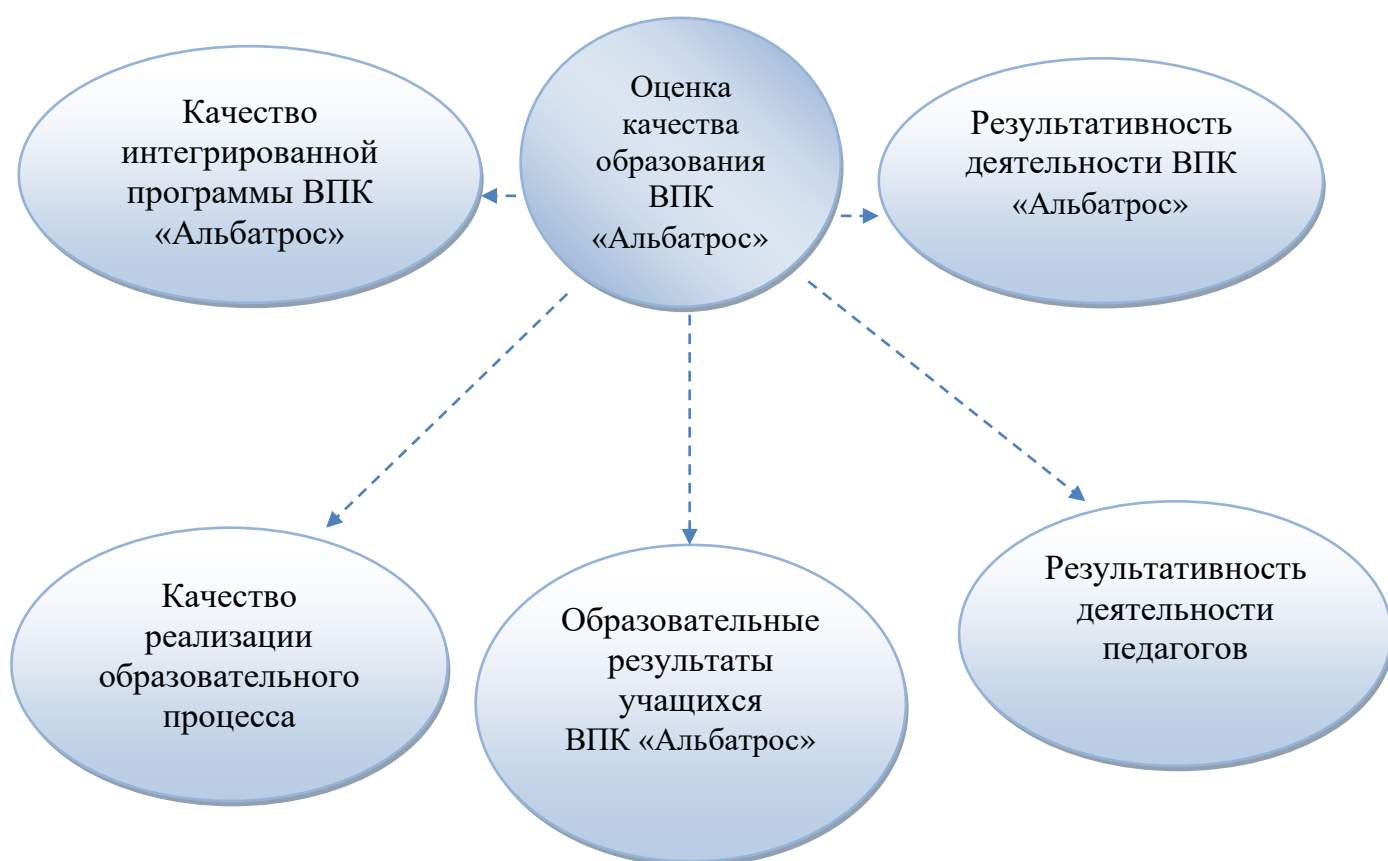 Качество
интегрированной
программы ВПК
«Альбатрос»
Оценка
качества
образования
ВПК
«Альбатрос»
Результативность
деятельности ВПК
«Альбатрос»
Качество
реализации
образовательного
процесса
Образовательные
результаты
учащихся
ВПК «Альбатрос»
Результативность
деятельности
педагогов